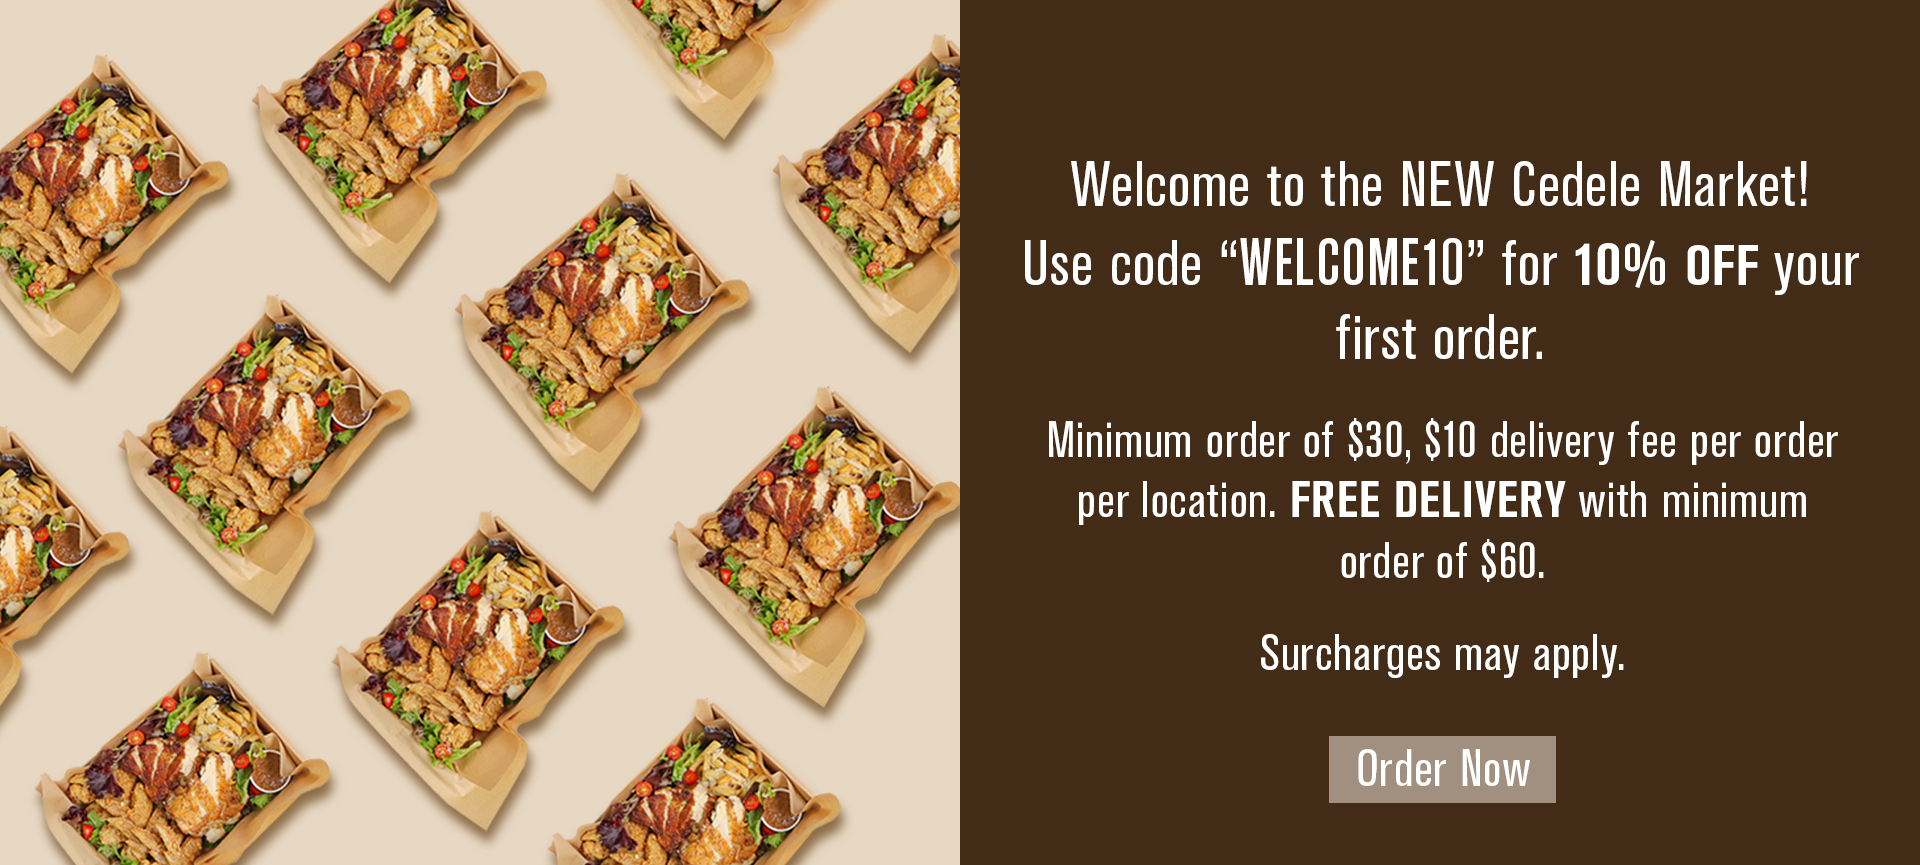 Welcome to the NEW Cedele Market!
Use code “WELCOME10” for 10% OFF your
first order.
Minimum order of $30, $10 delivery fee per order
per location. FREE DELIVERY with minimum
order of $60.
Surcharges may apply.
Order Now